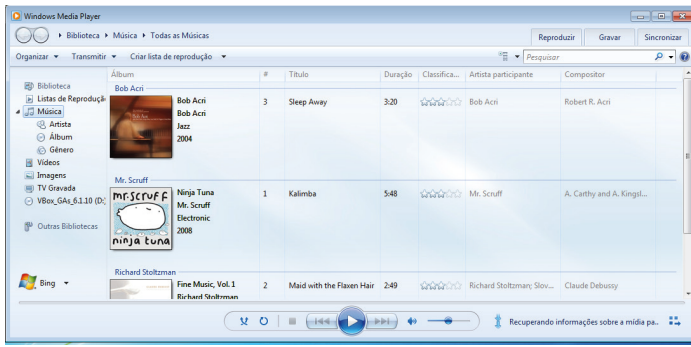 Windows Media Player
Biblioteca ▸ Música ▸ Todas as Músicas
Reproduzir Gravar Sincronizar
Organizar Transmitir Criar lista de reprodução Pesquisar
Álbum # Título Duração Classifica... Artista participante Compositor
Biblioteca
Listas de Reproduçã
Música
Artista
Álbum
Gênero
Vídeos
Imagens
TV Gravada
VBox_GAs_6.1.10 (D:)
Outras Bibliotecas
Bing
Bob Acri
Bob Acri 3 Sleep Away 3:20 Bob Acri Robert R. Acri
Bob Acri
Jazz
2004
Mr. Scruff
mr.scruff
ninja tuna
Ninja Tuna 1 Kalimba 5:48 Mr. Scruff A. Carthy and A. Kingsl...
Mr. Scruff
Electronic
2008
Richard Stoltzman
Fine Music, Vol. 1 2 Maid with the Flaxen Hair 2:49 Richard Stoltzman; Slov... Claude Debussy
Richard Stoltzman
Recuperando informações sobre a mídia pa..